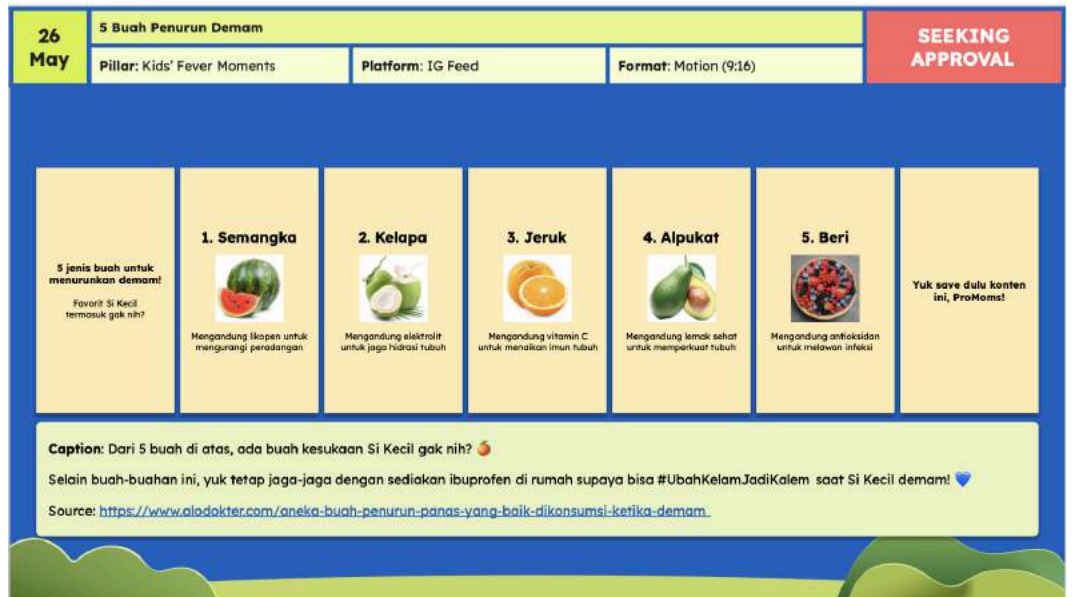 26
May
5 Buah Penurun Demam
Pillar: Kids' Fever Moments
Platform: IG Feed
Format: Motion (9:16)
SEEKING
APPROVAL
5 jenis buah untuk
menurunkan demam!
Favorit Si Kecil
termasuk gak nih?
1. Semangka
Mengandung likopen untuk
mengurangi peradangan
2. Kelapa
Mengandung elektrolit
untuk jaga hidrasi tubuh
3. Jeruk
Mengandung vitamin C
untuk menaikan imun tubuh
4. Alpukat
Mengandung lemak sehat
untuk memperkuat tubuh
5. Beri
Mengandung antioksidan
untuk melawan infeksi
Yuk save dulu konten
ini, ProMoms!
Caption: Dari 5 buah di atas, ada buah kesukaan Si Kecil gak nih? 🍊
Selain buah-buahan ini, yuk tetap jaga-jaga dengan sediakan ibuprofen di rumah supaya bisa #UbahKelamJadiKalem saat Si Kecil demam! 💙
Source: https://www.alodokter.com/aneka-buah-penurun-panas-yang-baik-dikonsumsi-ketika-demam